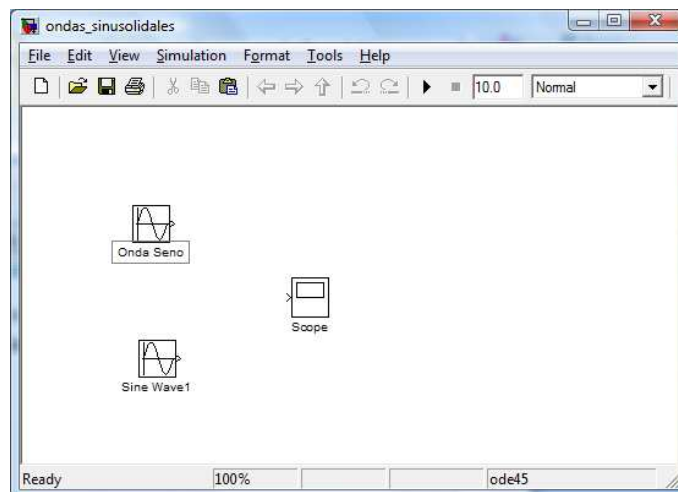 ondas_sinusolidales
File Edit View Simulation Format Tools Help
10.0 Normal
Onda Seno
Scope
Sine Wave1
Ready 100% ode45